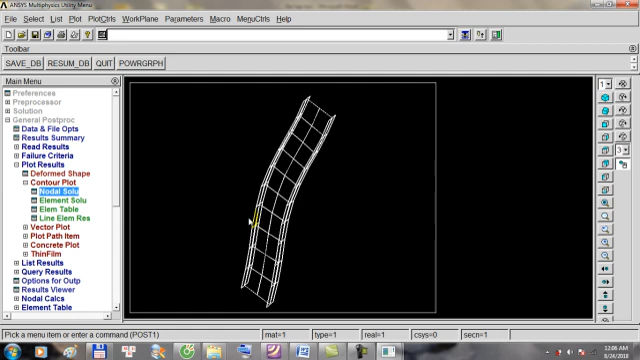 ANSYS Multiphysics Utility Menu
File Select List Plot PlotCtrls WorkPlane Parameters Macro MenuCtrls Help
Toolbar
SAVE_DB RESUM_DB QUIT POWRGRPH
Main Menu
Preferences
Preprocessor
Solution
General Postproc
Data & File Opts
Results Summary
Read Results
Failure Criteria
Plot Results
Deformed Shape
Contour Plot
Nodal Solu
Element Solu
Elem Table
Line Elem Res
Vector Plot
Plot Path Item
Concrete Plot
ThinFilm
List Results
Query Results
Options for Outp
Results Viewer
Nodal Calcs
Element Table
1
3
Pick a menu item or enter a command (POST1) mat=1 type=1 real=1 csys=0 secn=1
12:06 AM
8/24/2010